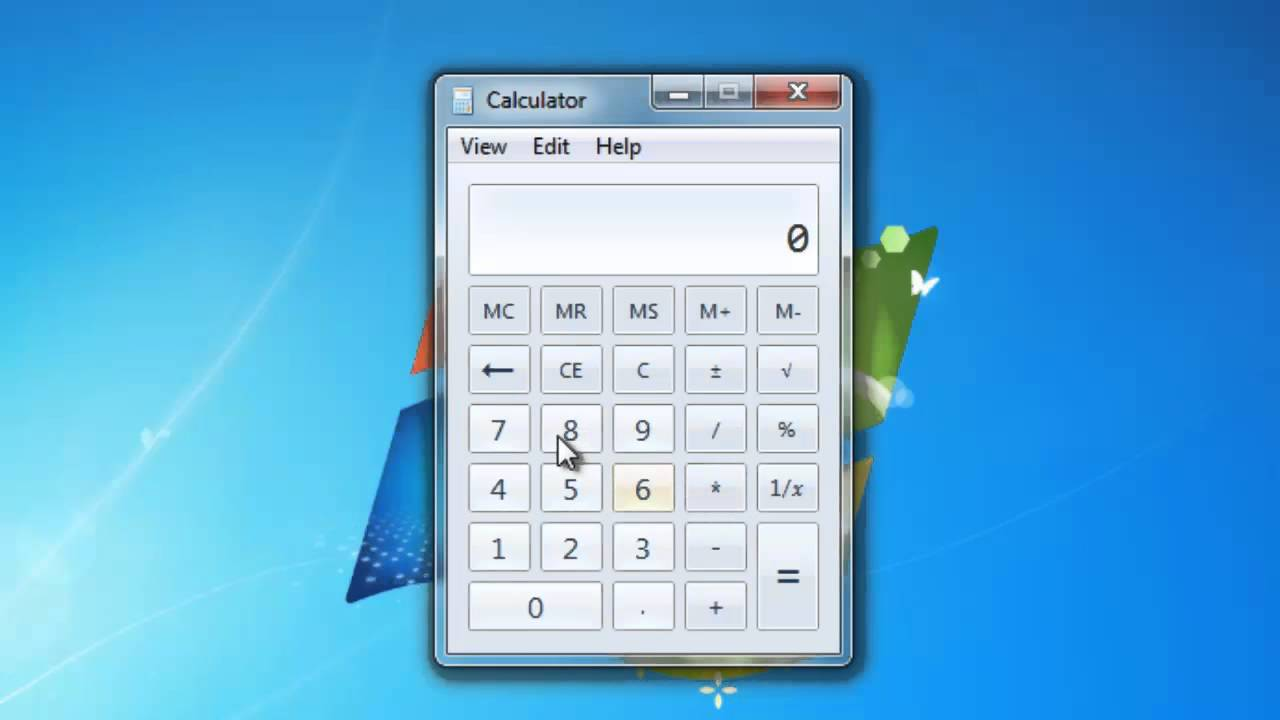 Calculator
View Edit Help
0
MC MR MS M+ M-
← CE C ± √
7 8 9 / %
4 5 6 * 1/x
1 2 3 - =
0 . +